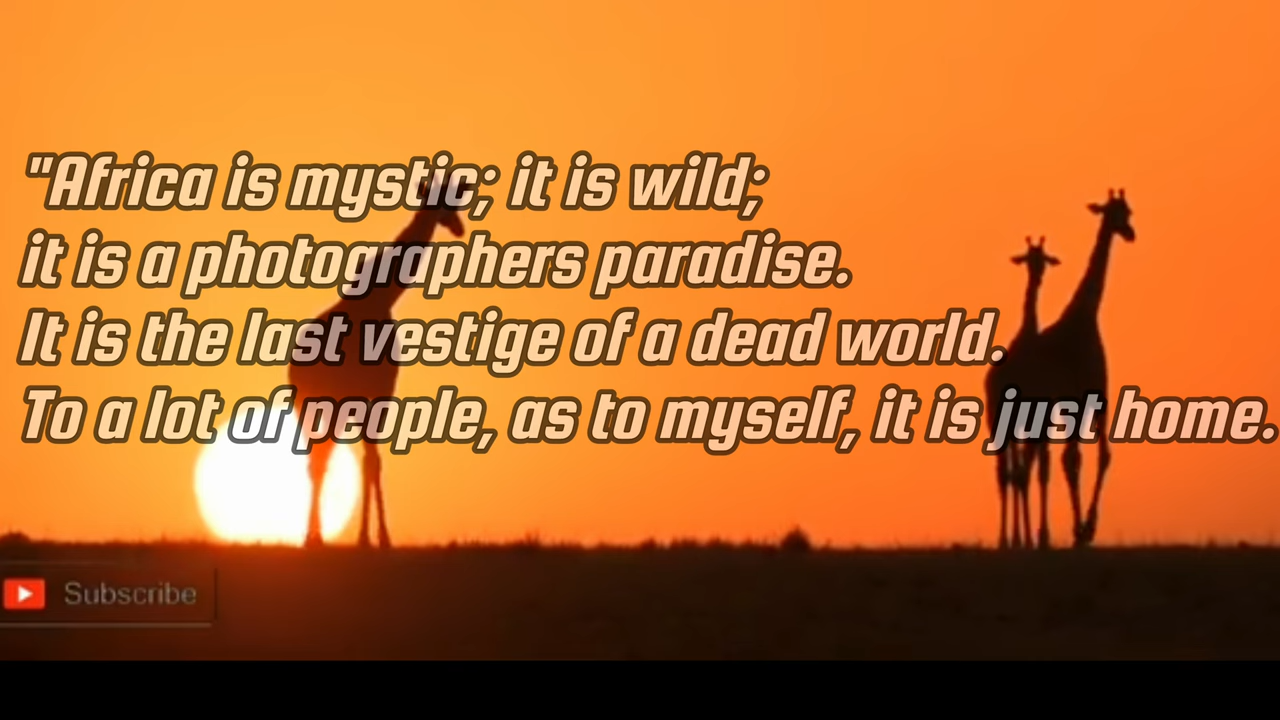 "Africa is mystic; it is wild;
it is a photographers paradise.
It is the last vestige of a dead world.
To a lot of people, as to myself, it is just home.
Subscribe